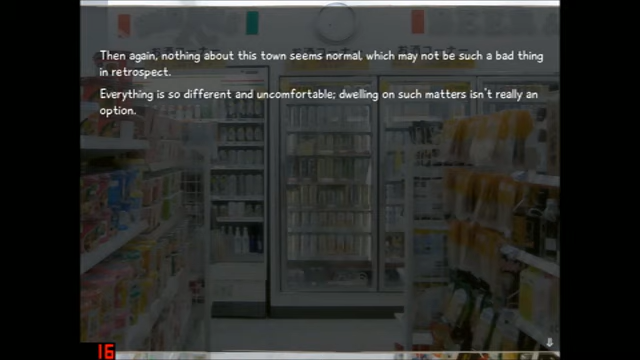 Then again, nothing about this town seems normal, which may not be such a bad thing
in retrospect.
Everything is so different and uncomfortable; dwelling on such matters isn't really an
option.
16